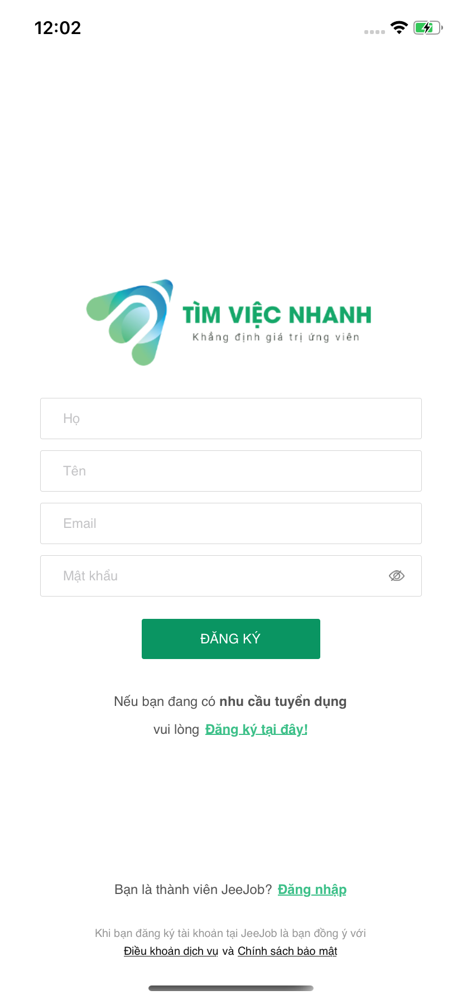 12:02
TÌM VIỆC NHANH
Khẳng định giá trị ứng viên
Họ
Tên
Email
Mật khẩu
ĐĂNG KÝ
Nếu bạn đang có nhu cầu tuyển dụng
vui lòng Đăng ký tại đây!
Bạn là thành viên JeeJob? Đăng nhập
Khi bạn đăng ký tài khoản tại JeeJob là bạn đồng ý với
Điều khoản dịch vụ và Chính sách bảo mật